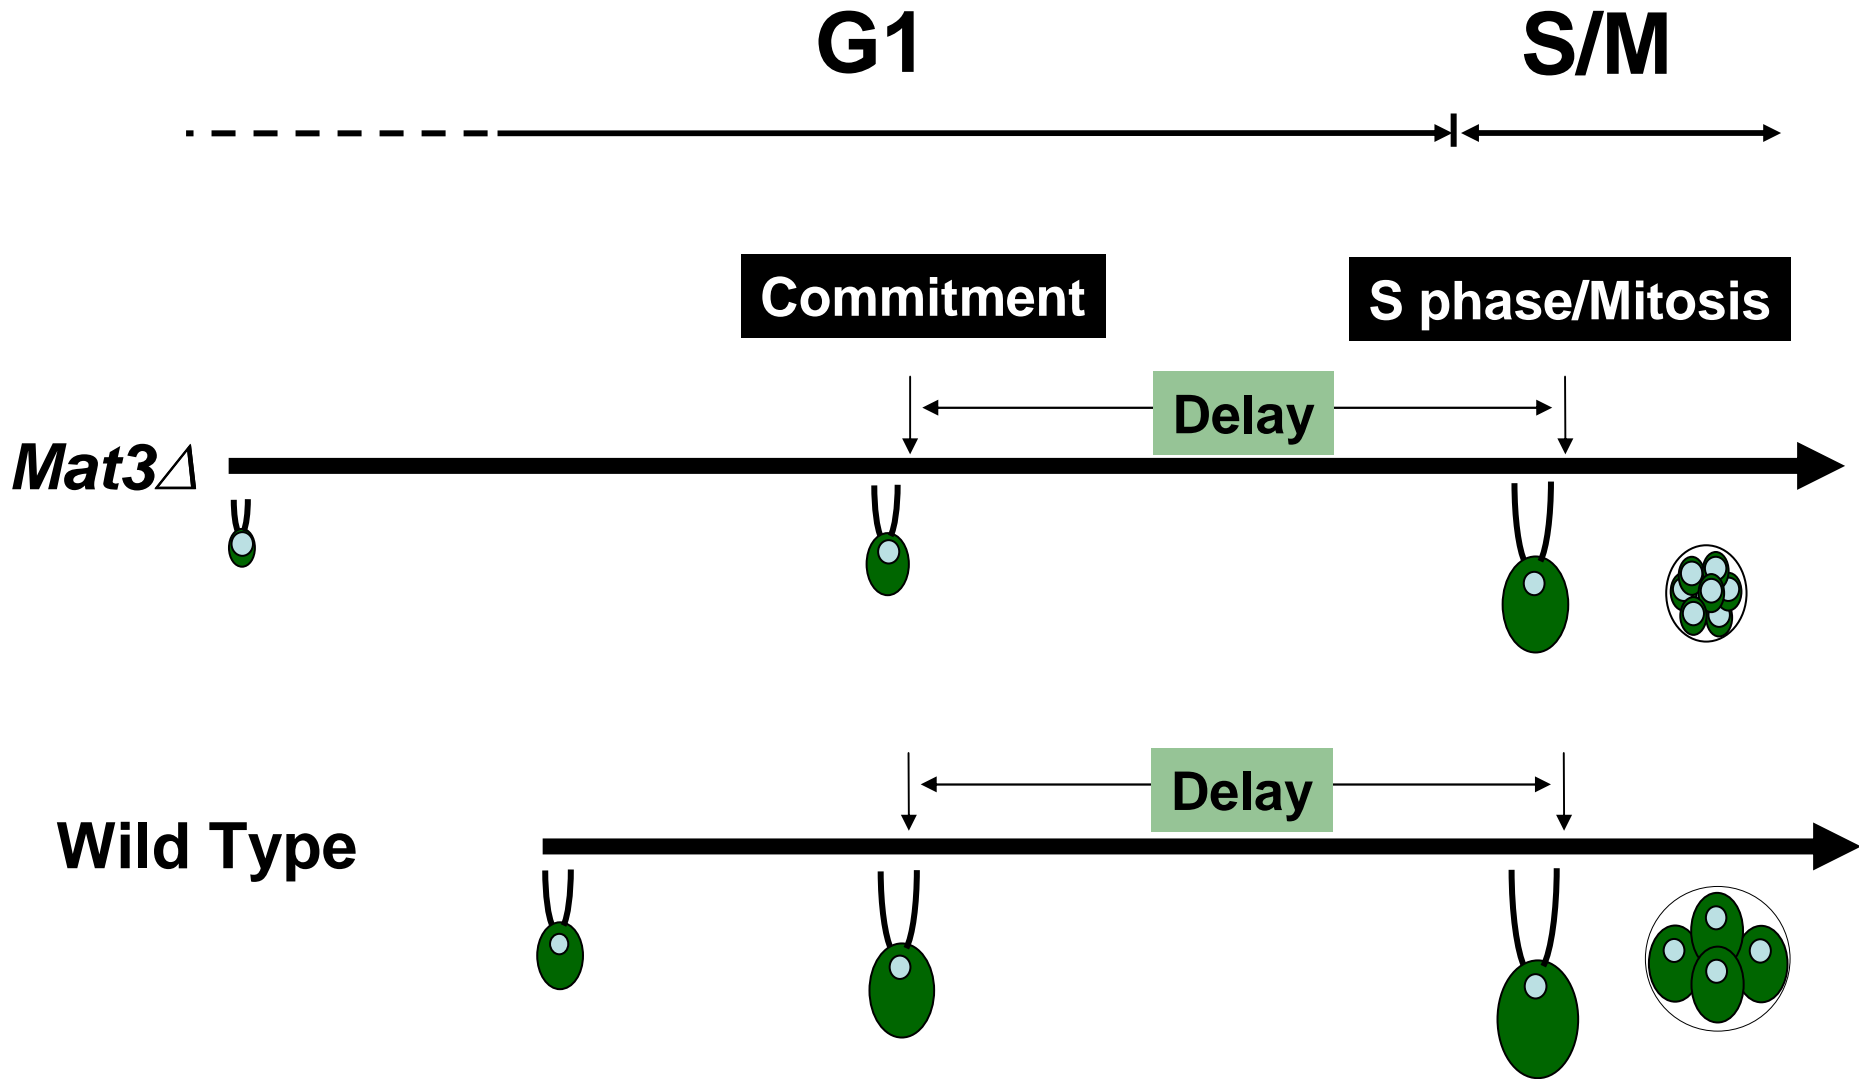 G1
S/M
Commitment
S phase/Mitosis
Delay
Mat3Δ
Delay
Wild Type